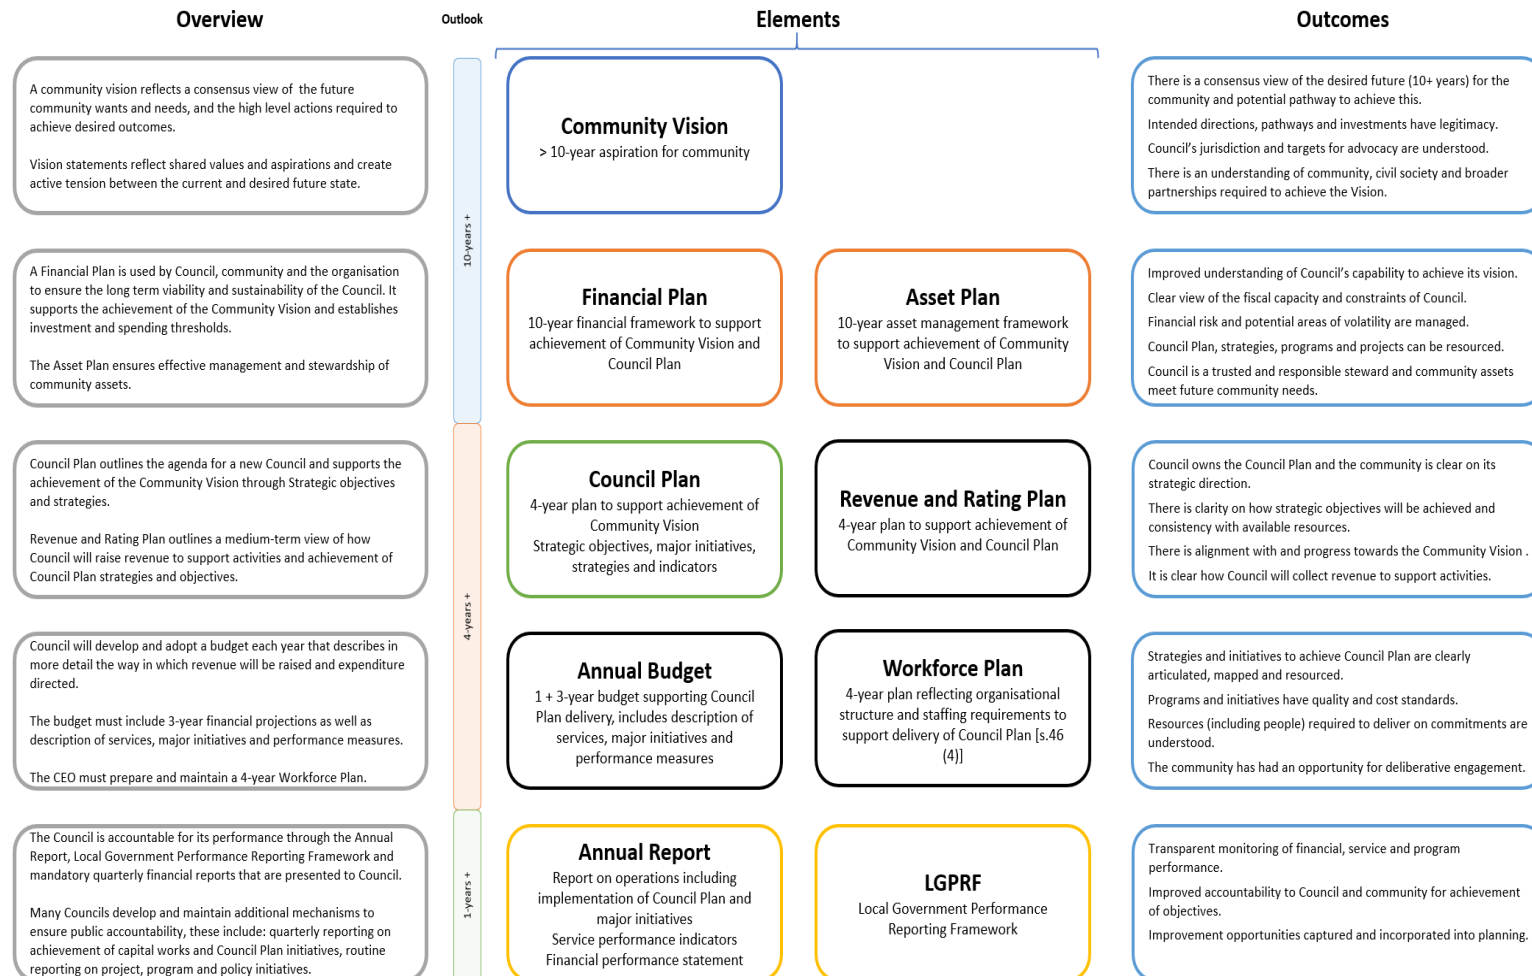 Overview
Outlook
Elements
Outcomes
A community vision reflects a consensus view of  the future
community wants and needs, and the high level actions required to
achieve desired outcomes.
Vision statements reflect shared values and aspirations and create
active tension between the current and desired future state.
10-years +
Community Vision
> 10-year aspiration for community
There is a consensus view of the desired future (10+ years) for the
community and potential pathway to achieve this.
Intended directions, pathways and investments have legitimacy.
Council's jurisdiction and targets for advocacy are understood.
There is an understanding of community, civil society and broader
partnerships required to achieve the Vision.
A Financial Plan is used by Council, community and the organisation
to ensure the long term viability and sustainability of the Council. It
supports the achievement of the Community Vision and establishes
investment and spending thresholds.
The Asset Plan ensures effective management and stewardship of
community assets.
Financial Plan
10-year financial framework to support
achievement of Community Vision and
Council Plan
Asset Plan
10-year asset management framework
to support achievement of Community
Vision and Council Plan
Improved understanding of Council's capability to achieve its vision.
Clear view of the fiscal capacity and constraints of Council.
Financial risk and potential areas of volatility are managed.
Council Plan, strategies, programs and projects can be resourced.
Council is a trusted and responsible steward and community assets
meet future community needs.
Council Plan outlines the agenda for a new Council and supports the
achievement of the Community Vision through Strategic objectives
and strategies.
Revenue and Rating Plan outlines a medium-term view of how
Council will raise revenue to support activities and achievement of
Council Plan strategies and objectives.
4-years +
Council Plan
4-year plan to support achievement of
Community Vision
Strategic objectives, major initiatives,
strategies and indicators
Revenue and Rating Plan
4-year plan to support achievement of
Community Vision and Council Plan
Council owns the Council Plan and the community is clear on its
strategic direction.
There is clarity on how strategic objectives will be achieved and
consistency with available resources.
There is alignment with and progress towards the Community Vision .
It is clear how Council will collect revenue to support activities.
Council will develop and adopt a budget each year that describes in
more detail the way in which revenue will be raised and expenditure
directed.
The budget must include 3-year financial projections as well as
description of services, major initiatives and performance measures.
The CEO must prepare and maintain a 4-year Workforce Plan.
Annual Budget
1 + 3-year budget supporting Council
Plan delivery, includes description of
services, major initiatives and
performance measures
Workforce Plan
4-year plan reflecting organisational
structure and staffing requirements to
support delivery of Council Plan [s.46
(4)]
Strategies and initiatives to achieve Council Plan are clearly
articulated, mapped and resourced.
Programs and initiatives have quality and cost standards.
Resources (including people) required to deliver on commitments are
understood.
The community has had an opportunity for deliberative engagement.
The Council is accountable for its performance through the Annual
Report, Local Government Performance Reporting Framework and
mandatory quarterly financial reports that are presented to Council.
Many Councils develop and maintain additional mechanisms to
ensure public accountability, these include: quarterly reporting on
achievement of capital works and Council Plan initiatives, routine
reporting on project, program and policy initiatives.
1-years +
Annual Report
Report on operations including
implementation of Council Plan and
major initiatives
Service performance indicators
Financial performance statement
LGPRF
Local Government Performance
Reporting Framework
Transparent monitoring of financial, service and program
performance.
Improved accountability to Council and community for achievement
of objectives.
Improvement opportunities captured and incorporated into planning.